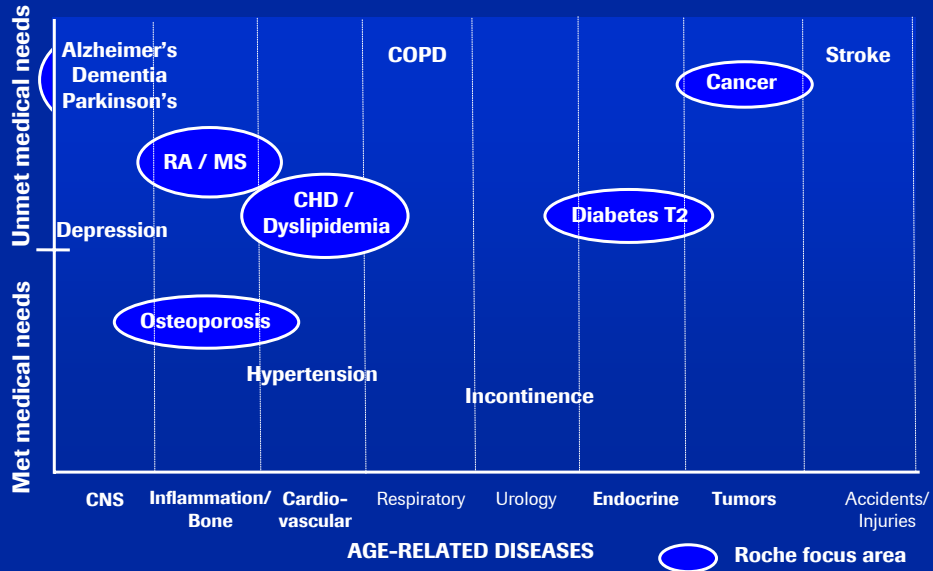 Unmet medical needs
Met medical needs
Alzheimer's
Dementia
Parkinson's
COPD
Stroke
Cancer
RA / MS
CHD /
Dyslipidemia
Diabetes T2
Depression
Osteoporosis
Hypertension
Incontinence
CNS
Inflammation/
Bone
Cardio-
vascular
Respiratory
Urology
Endocrine
Tumors
Accidents/
Injuries
AGE-RELATED DISEASES
Roche focus area